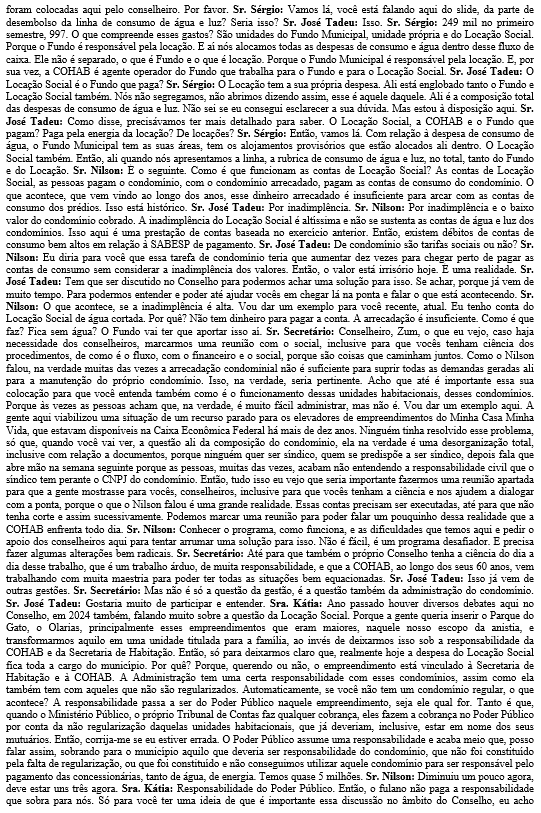 foram colocadas aqui pelo conselheiro. Por favor. Sr. Sérgio: Vamos lá, você está falando aqui do slide, da parte de
desembolso da linha de consumo de água e luz? Seria isso? Sr. José Tadeu: Isso. Sr. Sérgio: 249 mil no primeiro
semestre, 997. O que compreende esses gastos? São unidades do Fundo Municipal, unidade própria e do Locação Social.
Porque o Fundo é responsável pela locação. E aí nós alocamos todas as despesas de consumo e água dentro desse fluxo de
caixa. Ele não é separado, o que é Fundo e o que é locação. Porque o Fundo Municipal é responsável pela locação. E, por
sua vez, a COHAB é agente operador do Fundo que trabalha para o Fundo e para o Locação Social. Sr. José Tadeu: O
Locação Social é o Fundo que paga? Sr. Sérgio: O Locação tem a sua própria despesa. Ali está englobado tanto o Fundo e
Locação Social também. Nós não segregamos, não abrimos dizendo assim, esse é aquele daquele. Ali é a composição total
das despesas de consumo de água e luz. Não sei se eu consegui esclarecer a sua dúvida. Mas estou à disposição aqui. Sr.
José Tadeu: Como disse, precisávamos ter mais detalhado para saber. O Locação Social, a COHAB e o Fundo que
pagam? Paga pela energia da locação? De locações? Sr. Sérgio: Então, vamos lá. Com relação à despesa de consumo de
água, o Fundo Municipal tem as suas áreas, tem os alojamentos provisórios que estão alocados ali dentro. O Locação
Social também. Então, ali quando nós apresentamos a linha, a rubrica de consumo de água e luz, no total, tanto do Fundo
e do Locação. Sr. Nilson: E o seguinte. Como é que funcionam as contas de Locação Social? As contas de Locação
Social, as pessoas pagam o condomínio, com o condomínio arrecadado, pagam as contas de consumo do condomínio. O
que acontece, que vem vindo ao longo dos anos, esse dinheiro arrecadado é insuficiente para arcar com as contas de
consumo dos prédios. Isso está histórico. Sr. José Tadeu: Por inadimplência. Sr. Nilson: Por inadimplência e o baixo
valor do condomínio cobrado. A inadimplência do Locação Social é altíssima e não se sustenta as contas de água e luz dos
condomínios. Isso aqui é uma prestação de contas baseada no exercício anterior. Então, existem débitos de contas de
consumo bem altos em relação à SABESP de pagamento. Sr. José Tadeu: De condomínio são tarifas sociais ou não? Sr.
Nilson: Eu diria para você que essa tarefa de condomínio teria que aumentar dez vezes para chegar perto de pagar as
contas de consumo sem considerar a inadimplência dos valores. Então, o valor está irrisório hoje. E uma realidade. Sr.
José Tadeu: Tem que ser discutido no Conselho para podermos achar uma solução para isso. Se achar, porque já vem de
muito tempo. Para podermos entender e poder até ajudar vocês em chegar lá na ponta e falar o que está acontecendo. Sr.
Nilson: O que acontece, se a inadimplência é alta. Vou dar um exemplo para você recente, atual. Eu tenho conta do
Locação Social de água cortada. Por quê? Não tem dinheiro para pagar a conta. A arrecadação é insuficiente. Como é que
faz? Fica sem água? O Fundo vai ter que aportar isso aí. Sr. Secretário: Conselheiro, Zum, o que eu vejo, caso haja
necessidade dos conselheiros, marcarmos uma reunião com o social, inclusive para que vocês tenham ciência dos
procedimentos, de como é o fluxo, com o financeiro e o social, porque são coisas que caminham juntos. Como o Nilson
falou, na verdade muitas das vezes a arrecadação condominial não é suficiente para suprir todas as demandas geradas ali
para a manutenção do próprio condomínio. Isso, na verdade, seria pertinente. Acho que até é importante essa sua
colocação para que você entenda também como é o funcionamento dessas unidades habitacionais, desses condomínios.
Porque às vezes as pessoas acham que, na verdade, é muito fácil administrar, mas não é. Vou dar um exemplo aqui. A
gente aqui viabilizou uma situação de um recurso parado para os elevadores de empreendimentos do Minha Casa Minha
Vida, que estavam disponíveis na Caixa Econômica Federal há mais de dez anos. Ninguém tinha resolvido esse problema,
só que, quando você vai ver, a questão ali da composição do condomínio, ela na verdade é uma desorganização total,
inclusive com relação a documentos, porque ninguém quer ser síndico, quem se predispõe a ser síndico, depois fala que
abre mão na semana seguinte porque as pessoas, muitas das vezes, acabam não entendendo a responsabilidade civil que o
síndico tem perante o CNPJ do condomínio. Então, tudo isso eu vejo que seria importante fazermos uma reunião apartada
para que a gente mostrasse para vocês, conselheiros, inclusive para que vocês tenham a ciência e nos ajudem a dialogar
com a ponta, porque o que o Nilson falou é uma grande realidade. Essas contas precisam ser executadas, até para que não
tenha corte e assim sucessivamente. Podemos marcar uma reunião para poder falar um pouquinho dessa realidade que a
COHAB enfrenta todo dia. Sr. Nilson: Conhecer o programa, como funciona, e as dificuldades que temos aqui e pedir o
apoio dos conselheiros aqui para tentar arrumar uma solução para isso. Não é fácil, é um programa desafiador. E precisa
fazer algumas alterações bem radicais. Sr. Secretário: Até para que também o próprio Conselho tenha a ciência do dia a
dia desse trabalho, que é um trabalho árduo, de muita responsabilidade, e que a COHAB, ao longo dos seus 60 anos, vem
trabalhando com muita maestria para poder ter todas as situações bem equacionadas. Sr. José Tadeu: Isso já vem de
outras gestões. Sr. Secretário: Mas não é só a questão da gestão, é a questão também da administração do condomínio.
Sr. José Tadeu: Gostaria muito de participar e entender. Sra. Kátia: Ano passado houver diversos debates aqui no
Conselho, em 2024 também, falando muito sobre a questão da Locação Social. Porque a gente queria inserir o Parque do
Gato, o Olarias, principalmente esses empreendimentos que eram maiores, naquele nosso escopo da anistia, e
transformarmos aquilo em uma unidade titulada para a família, ao invés de deixarmos isso sob a responsabilidade da
COHAB e da Secretaria de Habitação. Então, só para deixarmos claro que, realmente hoje a despesa do Locação Social
fica toda a cargo do município. Por quê? Porque, querendo ou não, o empreendimento está vinculado à Secretaria de
Habitação e à COHAB. A Administração tem uma certa responsabilidade com esses condomínios, assim como ela
também tem com aqueles que não são regularizados. Automaticamente, se você não tem um condomínio regular, o que
acontece? A responsabilidade passa a ser do Poder Público naquele empreendimento, seja ele qual for. Tanto é que,
quando o Ministério Público, o próprio Tribunal de Contas faz qualquer cobrança, eles fazem a cobrança no Poder Público
por conta da não regularização daquelas unidades habitacionais, que já deveriam, inclusive, estar em nome dos seus
mutuários. Então, corrija-me se eu estiver errada. O Poder Público assume uma responsabilidade e acaba meio que, posso
falar assim, sobrando para o município aquilo que deveria ser responsabilidade do condomínio, que não foi constituído
pela falta de regularização, ou que foi constituído e não conseguimos utilizar aquele condomínio para ser responsável pelo
pagamento das concessionárias, tanto de água, de energia. Temos quase 5 milhões. Sr. Nilson: Diminuiu um pouco agora,
deve estar uns três agora. Sra. Kátia: Responsabilidade do Poder Público. Então, o fulano não paga a responsabilidade
que sobra para nós. Só para você ter uma ideia de que é importante essa discussão no âmbito do Conselho, eu acho